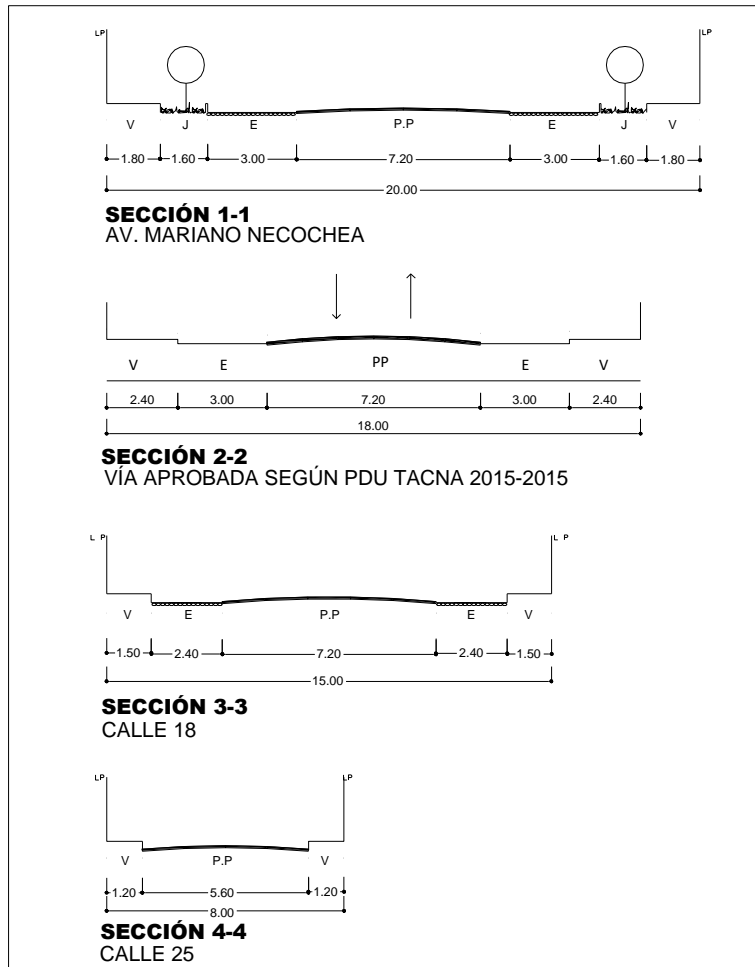 LP LP
V J E P.P E J V
1.80 1.60 3.00 7.20 3.00 1.60 1.80
20.00
SECCIÓN 1-1
AV. MARIANO NECOCHEA
V E PP E V
2.40 3.00 7.20 3.00 2.40
18.00
SECCIÓN 2-2
VÍA APROBADA SEGÚN PDU TACNA 2015-2015
L P L P
V E P.P E V
1.50 2.40 7.20 2.40 1.50
15.00
SECCIÓN 3-3
CALLE 18
LP LP
V P.P V
1.20 5.60 1.20
8.00
SECCIÓN 4-4
CALLE 25